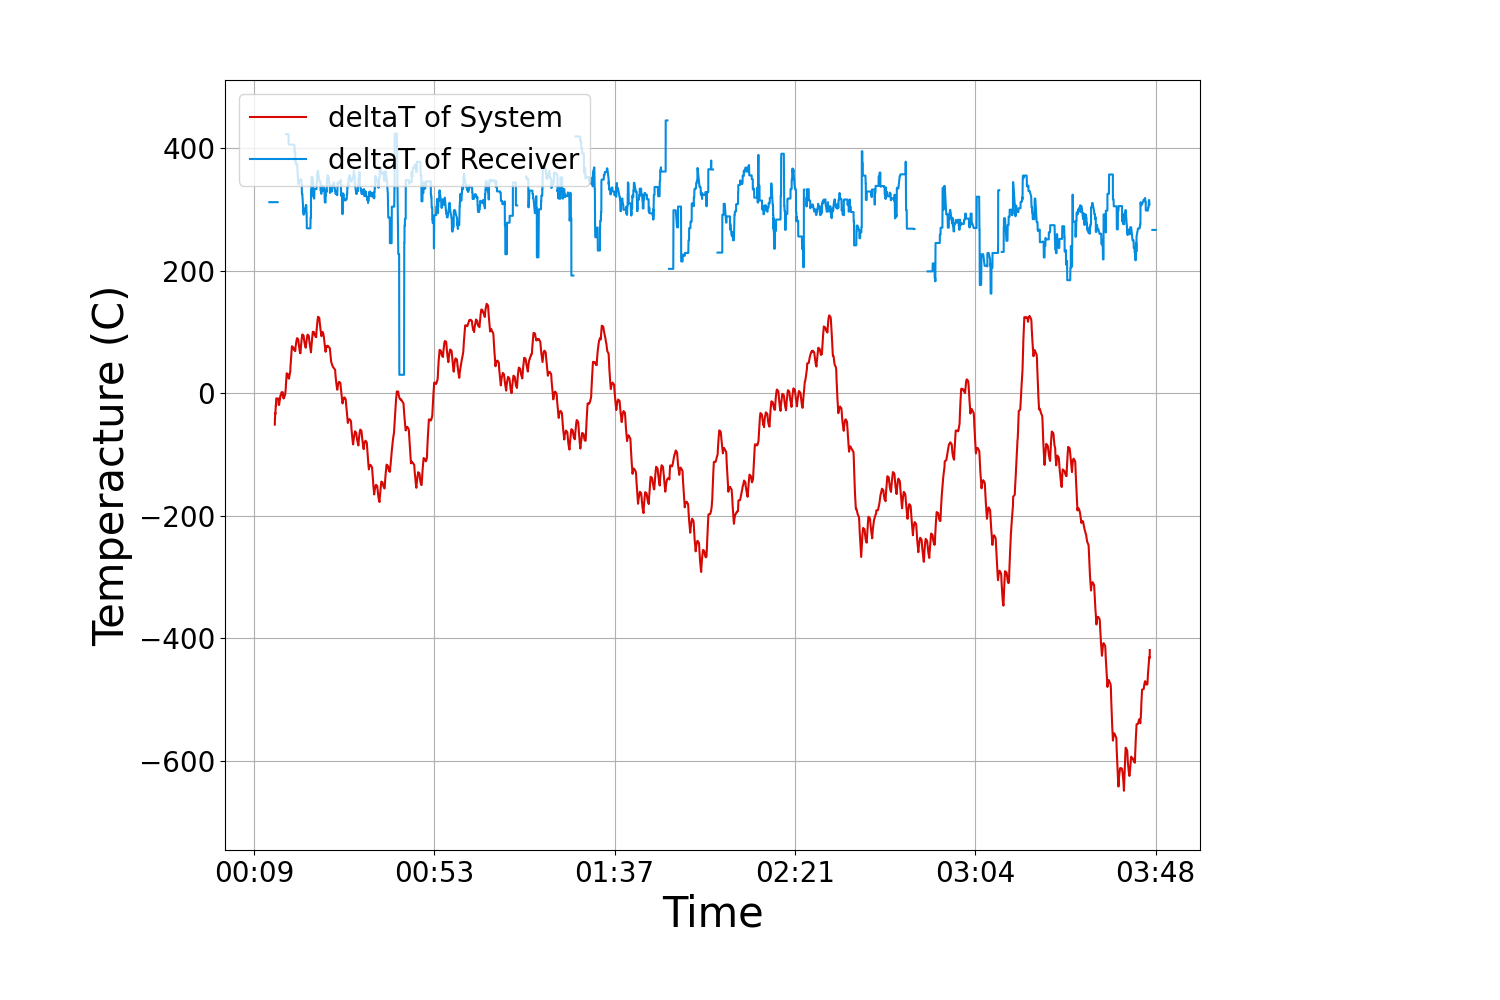 deltaT of System
deltaT of Receiver
400
200
0
−200
−400
−600
Temperacture (C)
00:09 00:53 01:37 02:21 03:04 03:48
Time